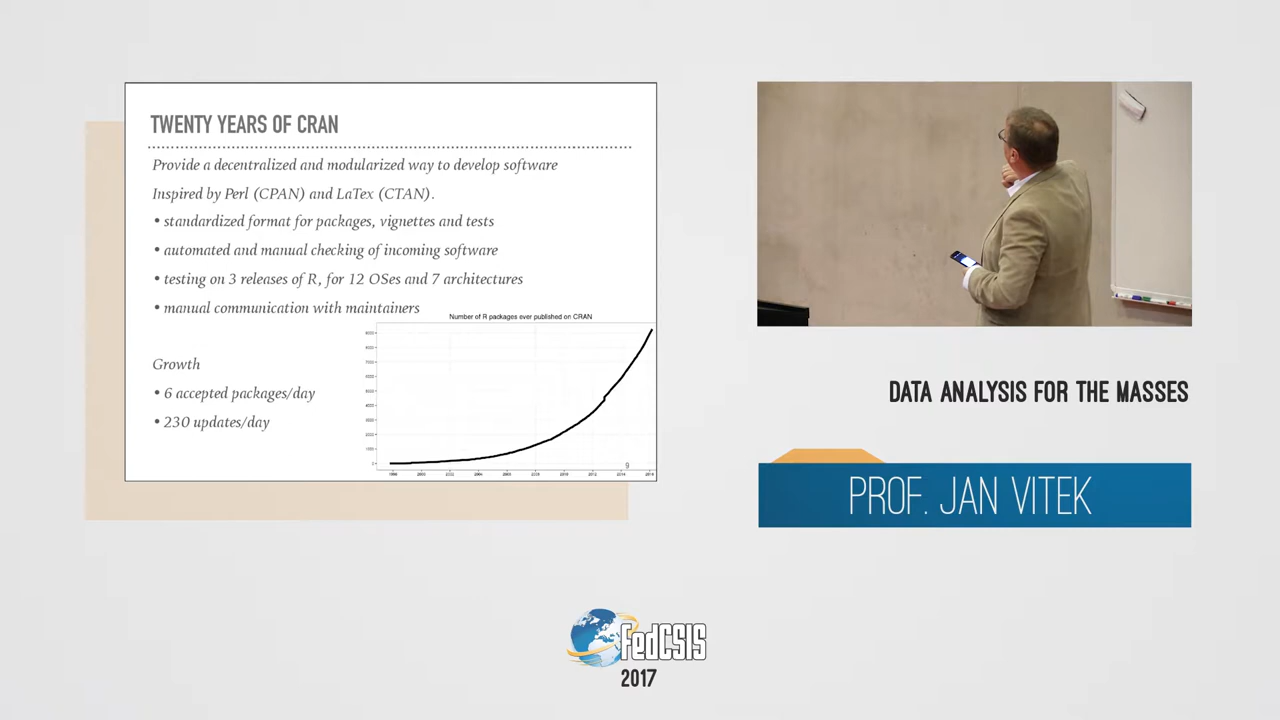 TWENTY YEARS OF CRAN
Provide a decentralized and modularized way to develop software
Inspired by Perl (CPAN) and LaTex (CTAN).
• standardized format for packages, vignettes and tests
• automated and manual checking of incoming software
• testing on 3 releases of R, for 12 OSes and 7 architectures
• manual communication with maintainers
Number of R packages ever published on CRAN
Growth
• 6 accepted packages/day
• 230 updates/day
9
DATA ANALYSIS FOR THE MASSES
PROF. JAN VITEK
FedCSIS
2017